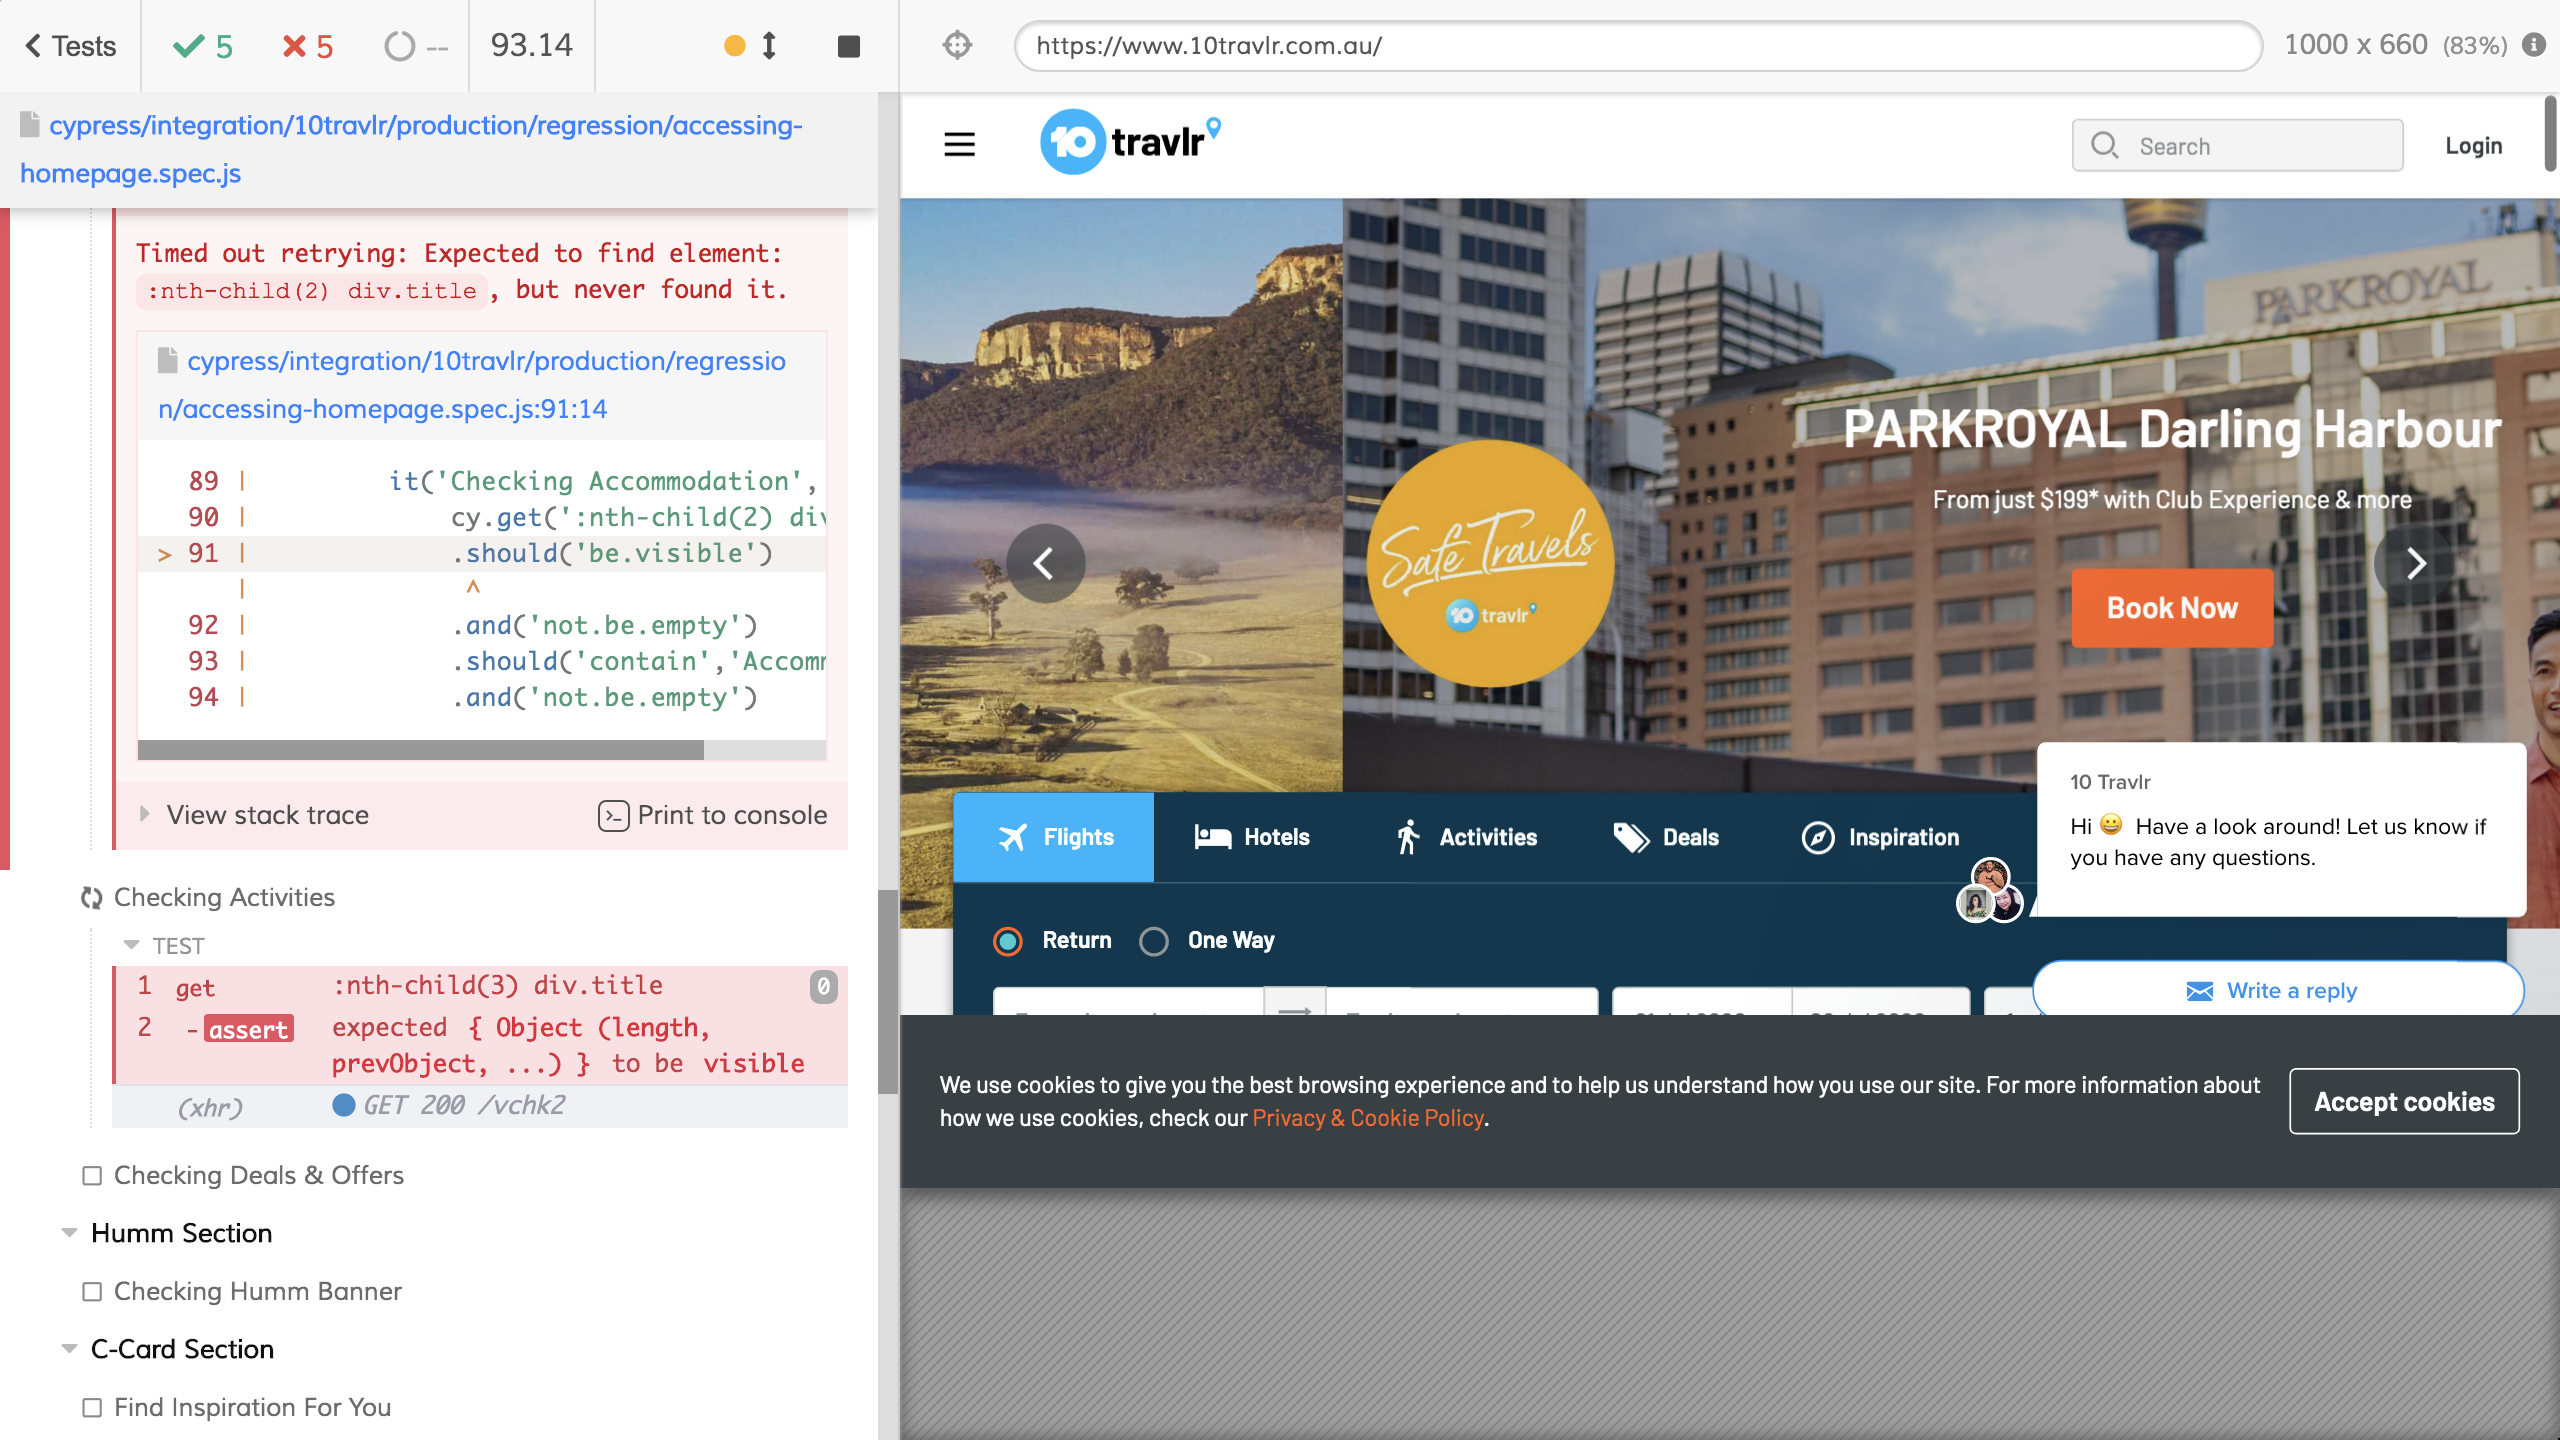 Tests
5
5
--
93.14
https://www.10travlr.com.au/
1000 x 660 (83%)
cypress/integration/10travlr/production/regression/accessing-
homepage.spec.js
Timed out retrying: Expected to find element:
:nth-child(2) div.title, but never found it.
cypress/integration/10travlr/production/regressio
n/accessing-homepage.spec.js:91:14
89 | it('Checking Accommodation',
90 | cy.get(':nth-child(2) div
> 91 | .should('be.visible')
| ^
92 | .and('not.be.empty')
93 | .should('contain','Accomm
94 | .and('not.be.empty')
View stack trace
Print to console
Checking Activities
TEST
1 get :nth-child(3) div.title 0
2 -assert expected { Object (length,
prevObject, ...) } to be visible
(xhr) GET 200 /vchk2
Checking Deals & Offers
Humm Section
Checking Humm Banner
C-Card Section
Find Inspiration For You
10 travlr
Search
Login
PARKROYAL
PARKROYAL Darling Harbour
From just $199* with Club Experience & more
Book Now
Safe Travels
10 travlr
Flights
Hotels
Activities
Deals
Inspiration
10 Travlr
Hi 😀 Have a look around! Let us know if
you have any questions.
Return
One Way
Write a reply
We use cookies to give you the best browsing experience and to help us understand how you use our site. For more information about
how we use cookies, check our Privacy & Cookie Policy.
Accept cookies